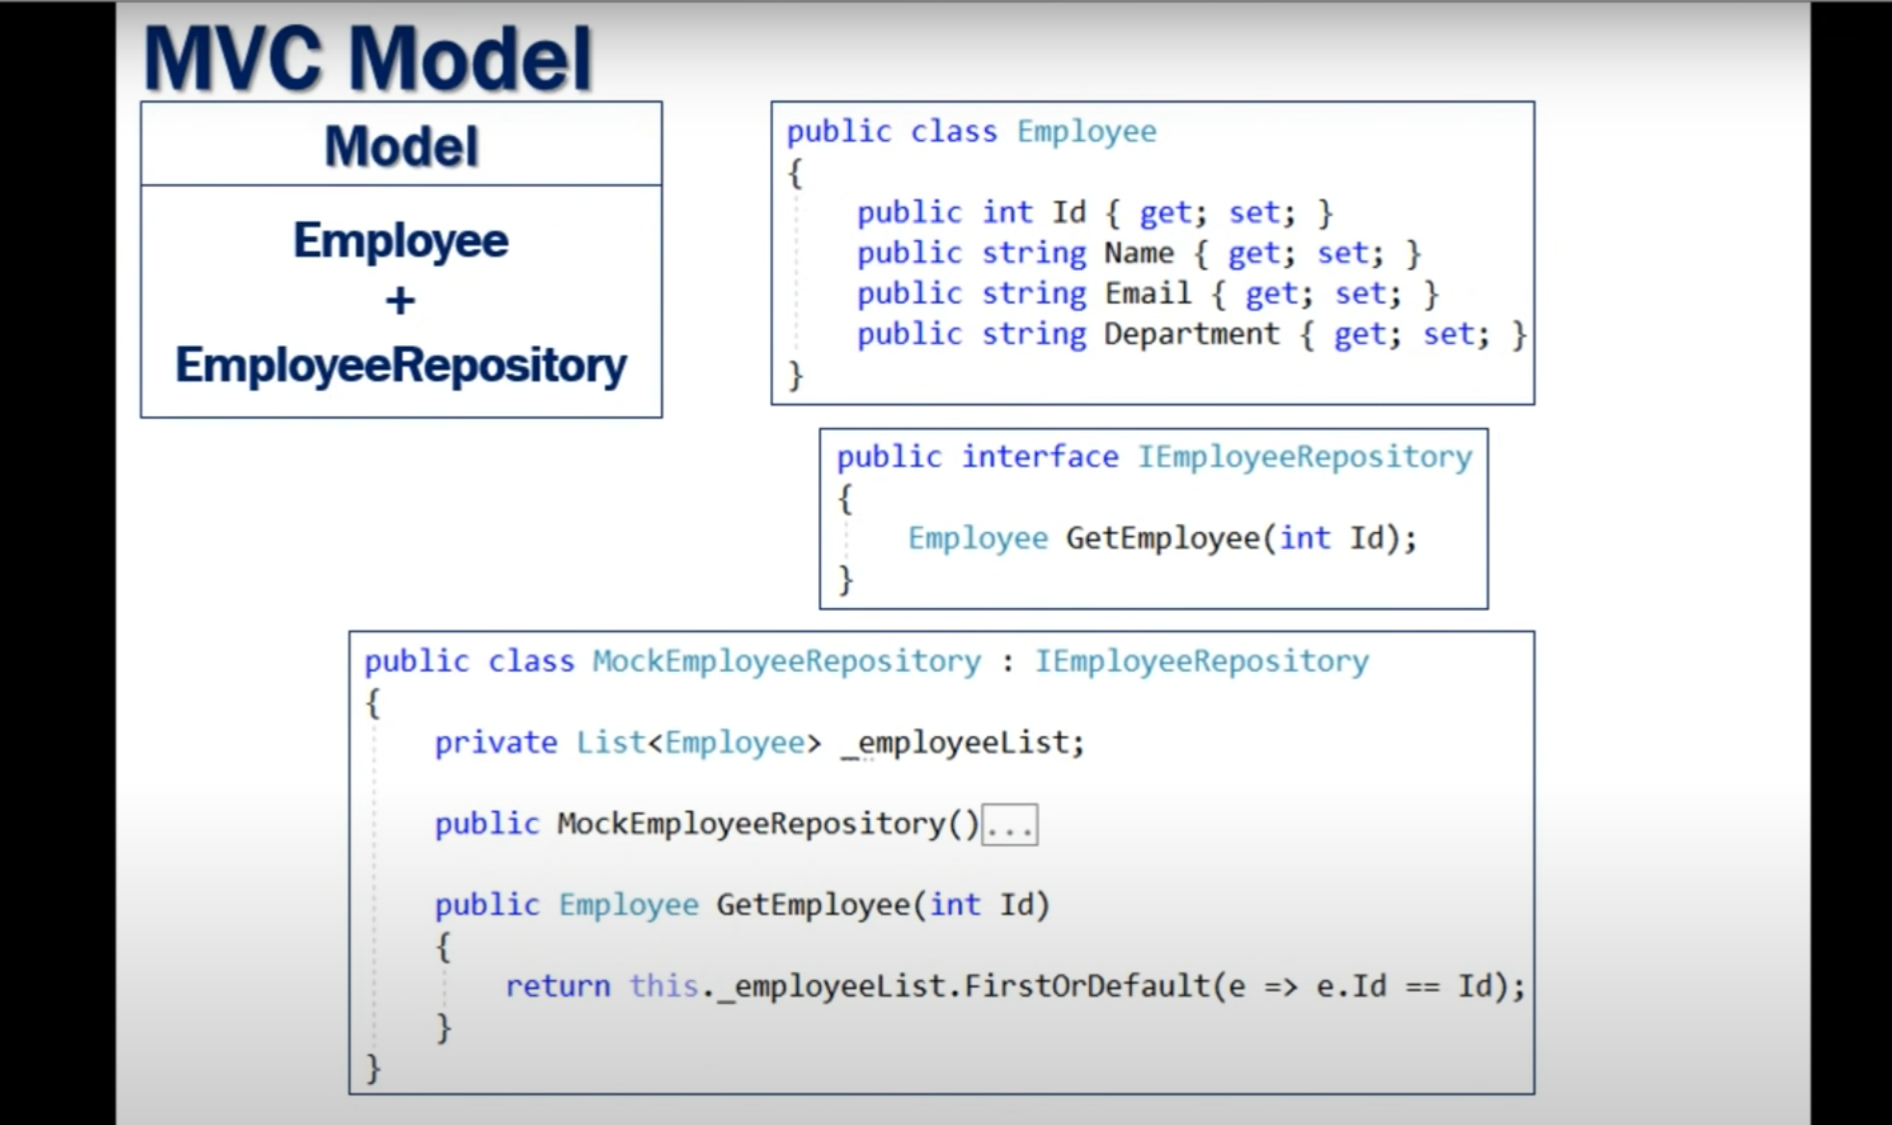 MVC Model
Model
Employee
+
EmployeeRepository
public class Employee
{
public int Id { get; set; }
public string Name { get; set; }
public string Email { get; set; }
public string Department { get; set; }
}
public interface IEmployeeRepository
{
Employee GetEmployee(int Id);
}
public class MockEmployeeRepository : IEmployeeRepository
{
private List<Employee> _employeeList;
public MockEmployeeRepository()...
public Employee GetEmployee(int Id)
{
return this._employeeList.FirstOrDefault(e => e.Id == Id);
}
}